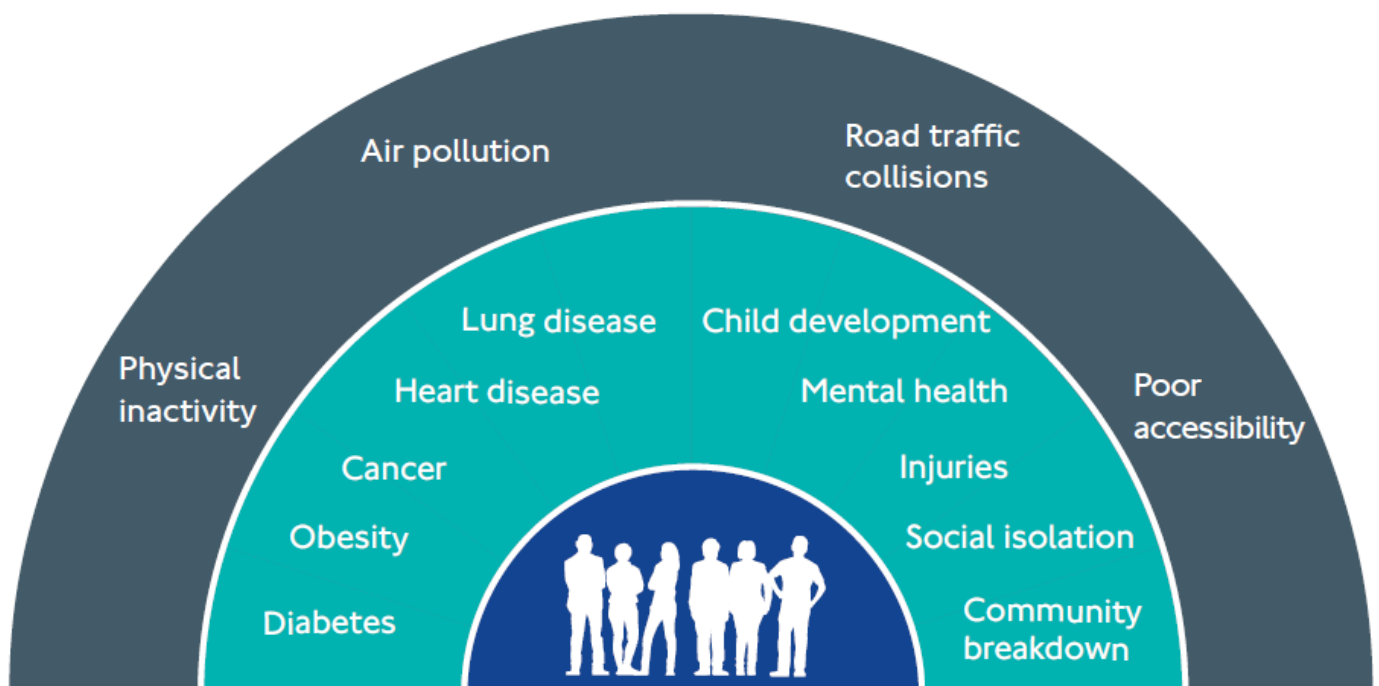 Air pollution
Road traffic
collisions
Physical
inactivity
Poor
accessibility
Lung disease
Heart disease
Cancer
Obesity
Diabetes
Child development
Mental health
Injuries
Social isolation
Community
breakdown